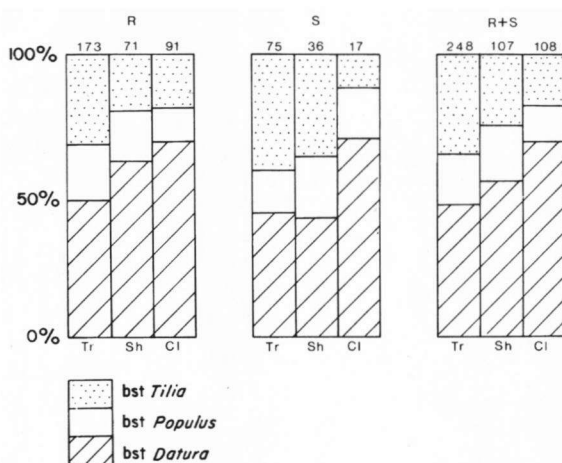 R S R+S
173 71 91 75 36 17 248 107 108
100%
50%
0%
Tr Sh Cl Tr Sh Cl Tr Sh Cl
bst Tilia
bst Populus
bst Datura